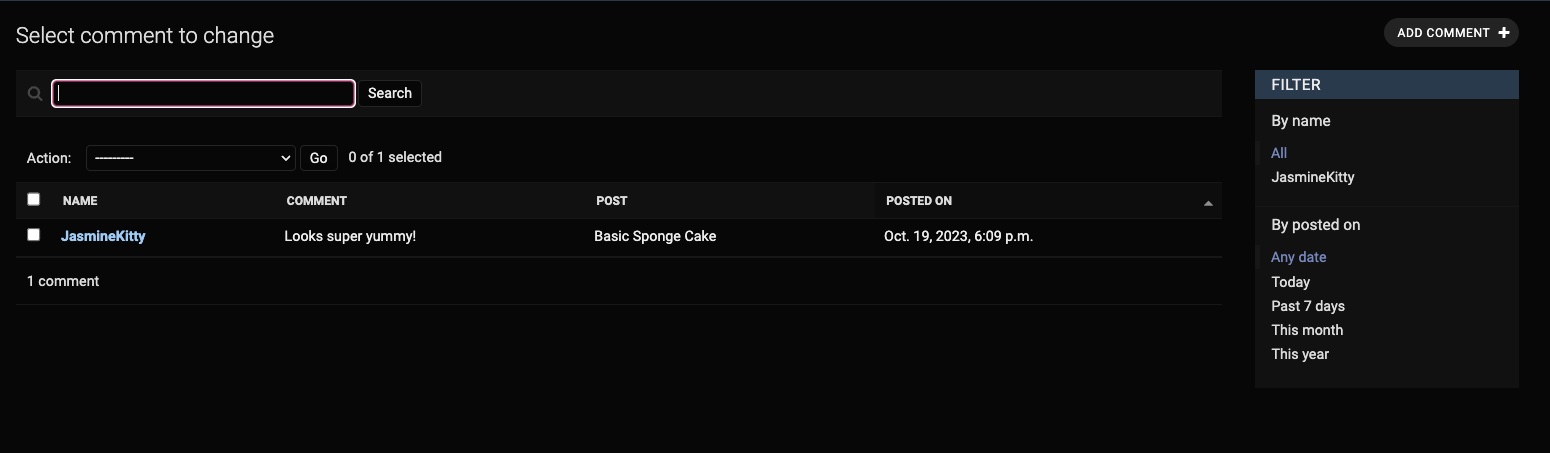 Select comment to change
ADD COMMENT +
Search
Action: --------- Go 0 of 1 selected
NAME COMMENT POST POSTED ON
JasmineKitty Looks super yummy! Basic Sponge Cake Oct. 19, 2023, 6:09 p.m.
1 comment
FILTER
By name
All
JasmineKitty
By posted on
Any date
Today
Past 7 days
This month
This year